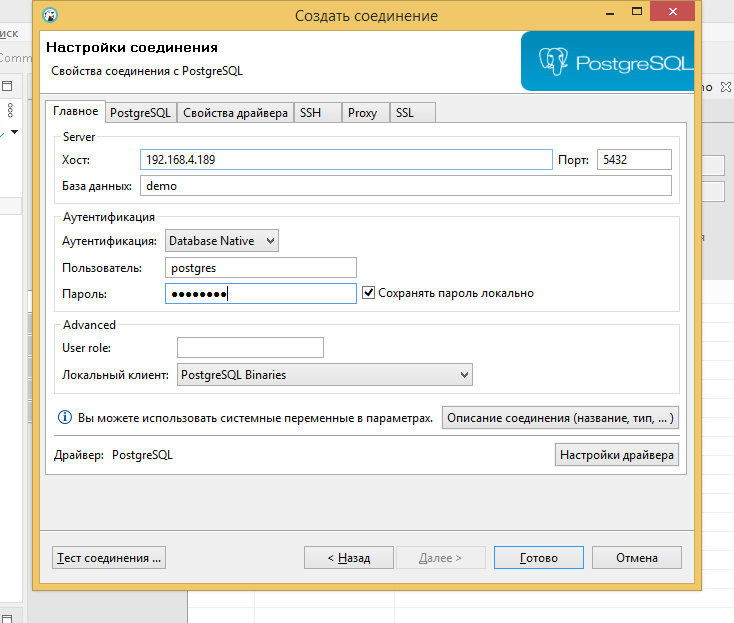 Создать соединение
Настройки соединения
Свойства соединения с PostgreSQL
PostgreSQL
Главное PostgreSQL Свойства драйвера SSH Proxy SSL
Server
Хост: 192.168.4.189 Порт: 5432
База данных: demo
Аутентификация
Аутентификация: Database Native
Пользователь: postgres
Пароль: ●●●●●●●● Сохранять пароль локально
Advanced
User role:
Локальный клиент: PostgreSQL Binaries
Вы можете использовать системные переменные в параметрах. Описание соединения (название, тип, ... )
Драйвер: PostgreSQL Настройки драйвера
Тест соединения ... < Назад Далее > Готово Отмена